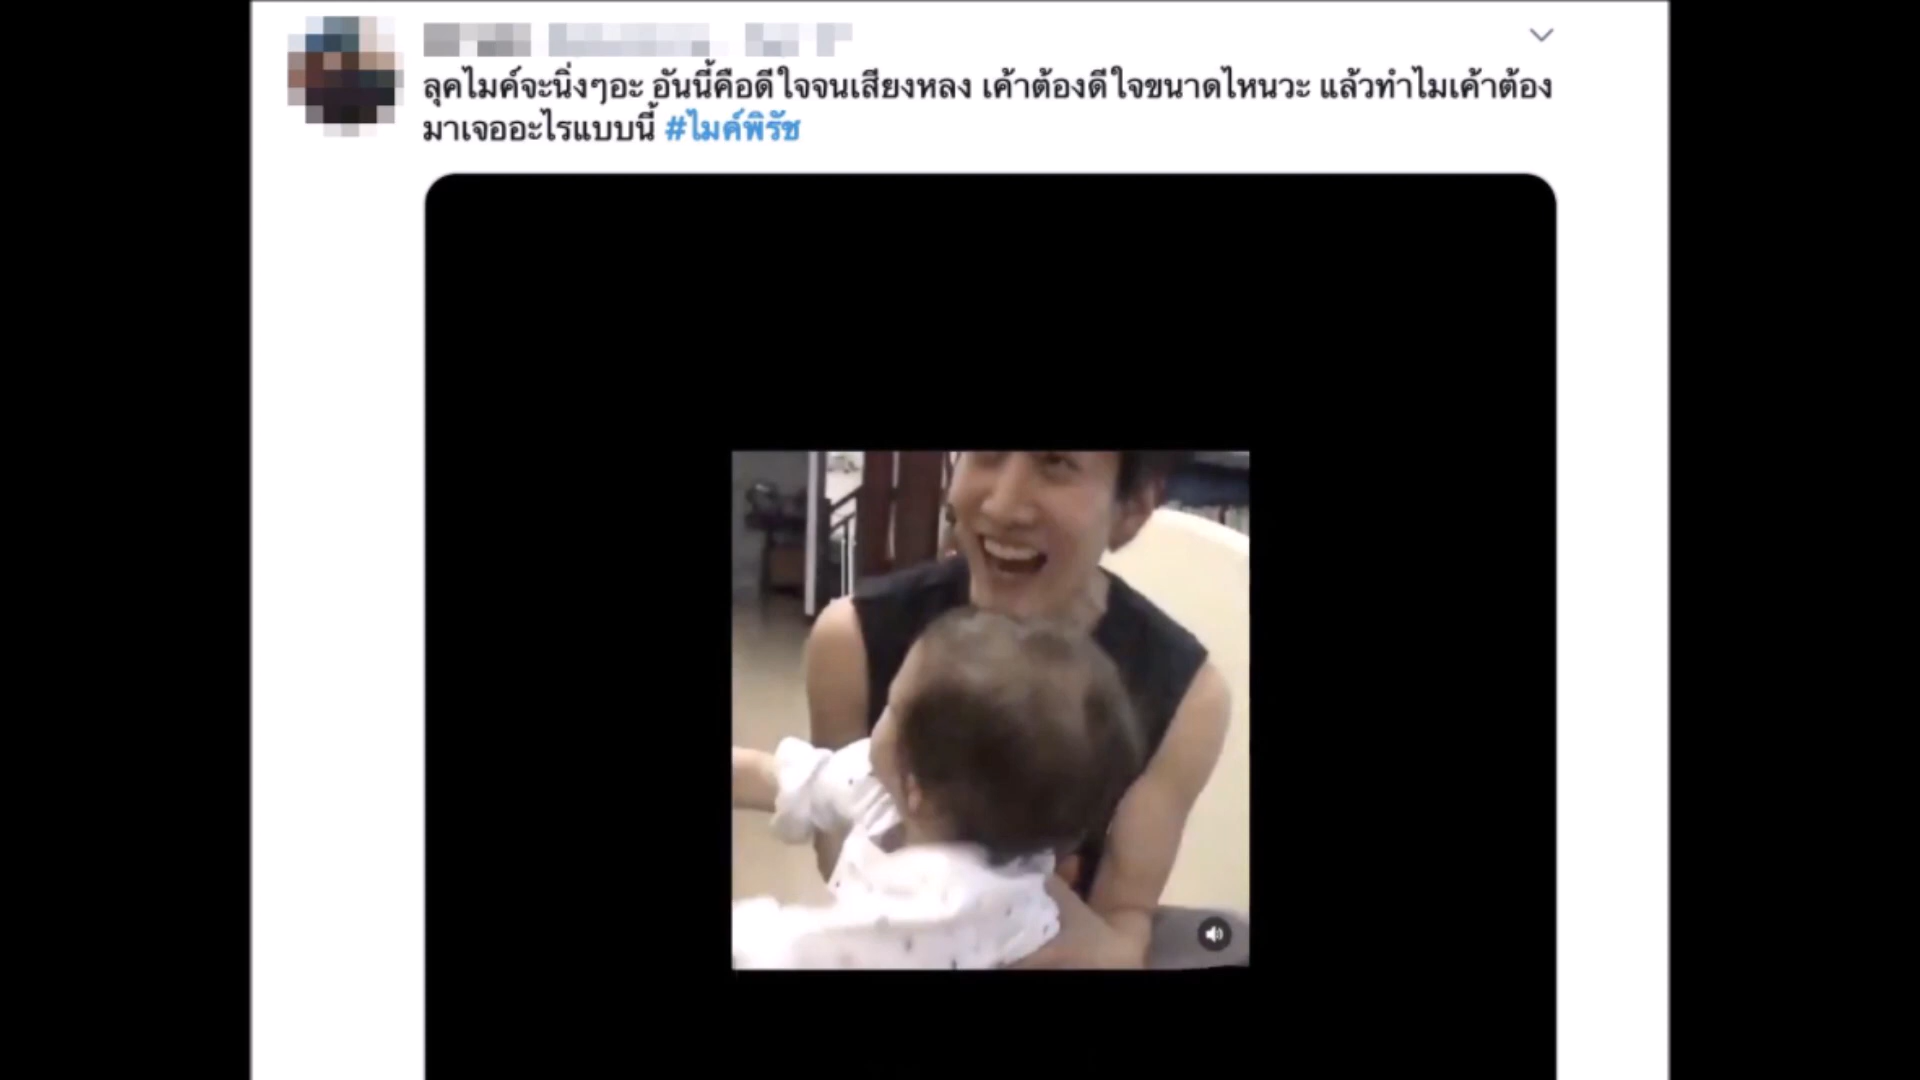 ลุคไมค์จะนิ่งๆอะ อันนี้คือดีใจจนเสียงหลง เค้าต้องดีใจขนาดไหนวะ แล้วทำไมเค้าต้อง
มาเจออะไรแบบนี้ #ไมค์พิรัช